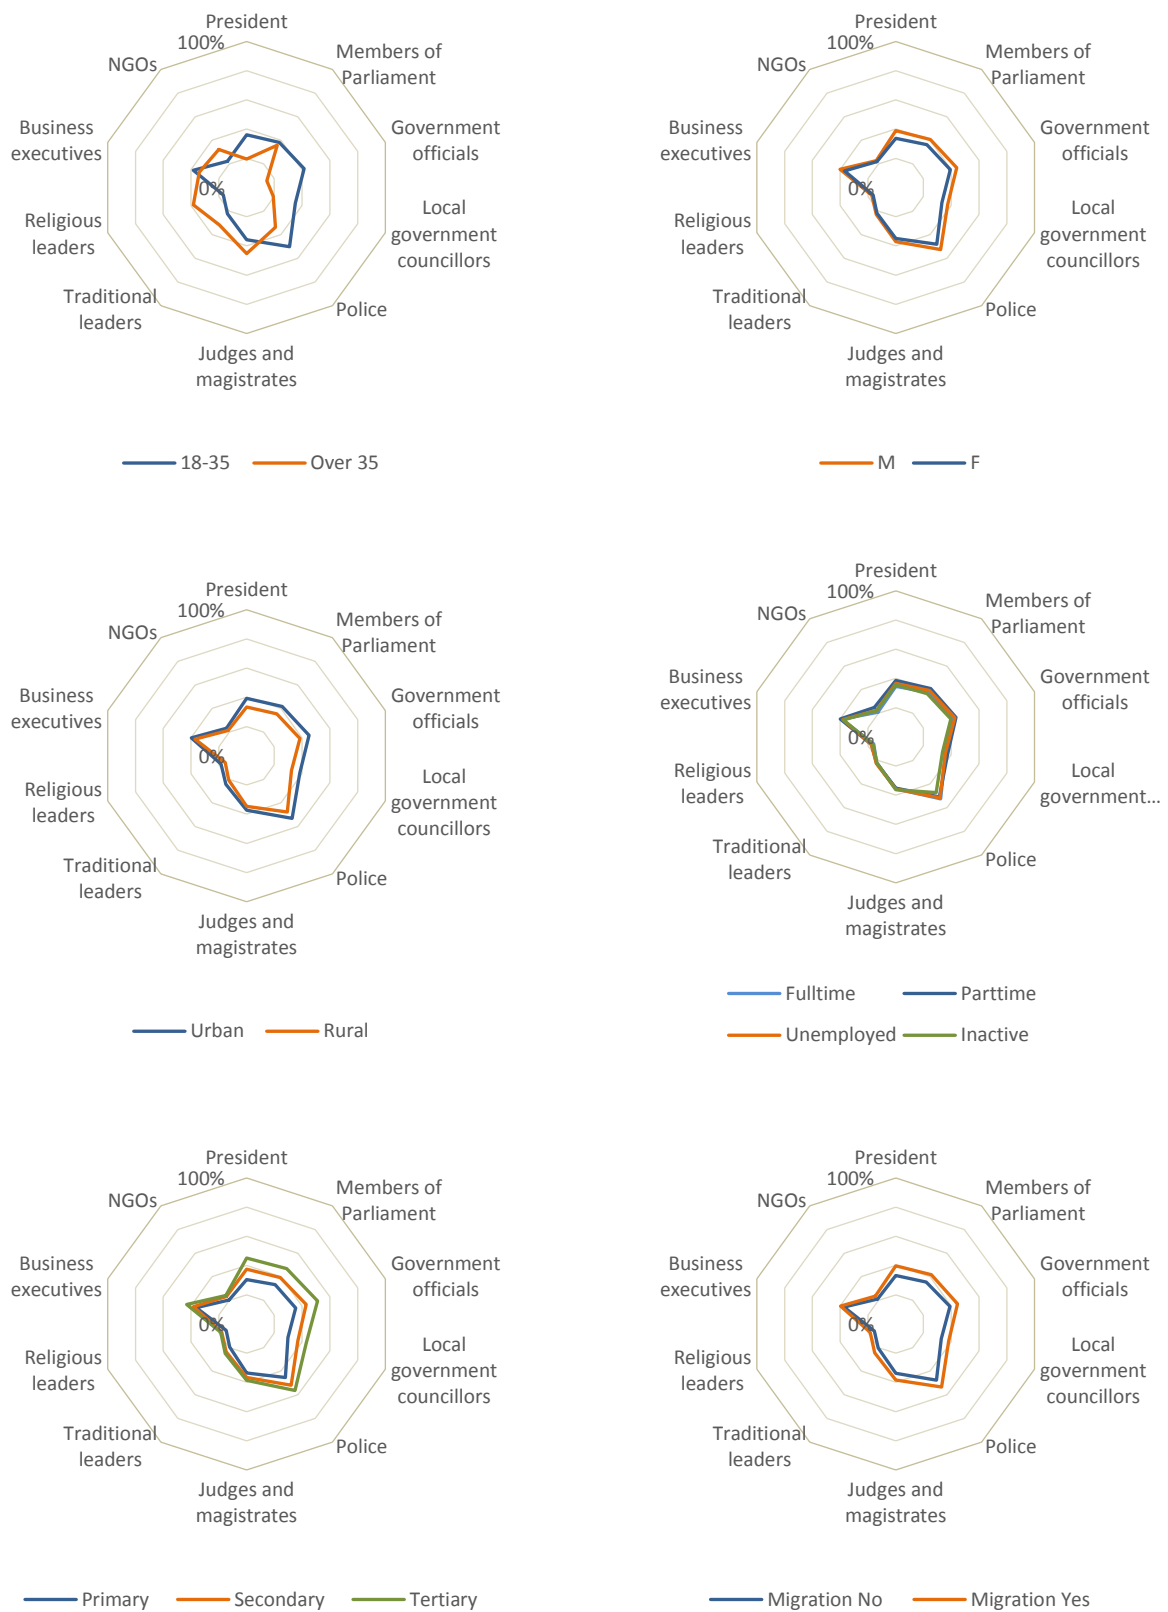 President
100%
Members of
Parliament
NGOs
Business
executives
Government
officials
0%
Religious
leaders
Local
government
councillors
Traditional
leaders
Police
Judges and
magistrates
18-35
Over 35
President
100%
Members of
Parliament
NGOs
Business
executives
Government
officials
0%
Religious
leaders
Local
government
councillors
Traditional
leaders
Police
Judges and
magistrates
M
F
President
100%
Members of
Parliament
NGOs
Business
executives
Government
officials
0%
Religious
leaders
Local
government
councillors
Traditional
leaders
Police
Judges and
magistrates
Urban
Rural
President
100%
Members of
Parliament
NGOs
Business
executives
Government
officials
0%
Religious
leaders
Local
government...
Traditional
leaders
Police
Judges and
magistrates
Fulltime
Parttime
Unemployed
Inactive
President
100%
Members of
Parliament
NGOs
Business
executives
Government
officials
0%
Religious
leaders
Local
government
councillors
Traditional
leaders
Police
Judges and
magistrates
Primary
Secondary
Tertiary
President
100%
Members of
Parliament
NGOs
Business
executives
Government
officials
0%
Religious
leaders
Local
government
councillors
Traditional
leaders
Police
Judges and
magistrates
Migration No
Migration Yes